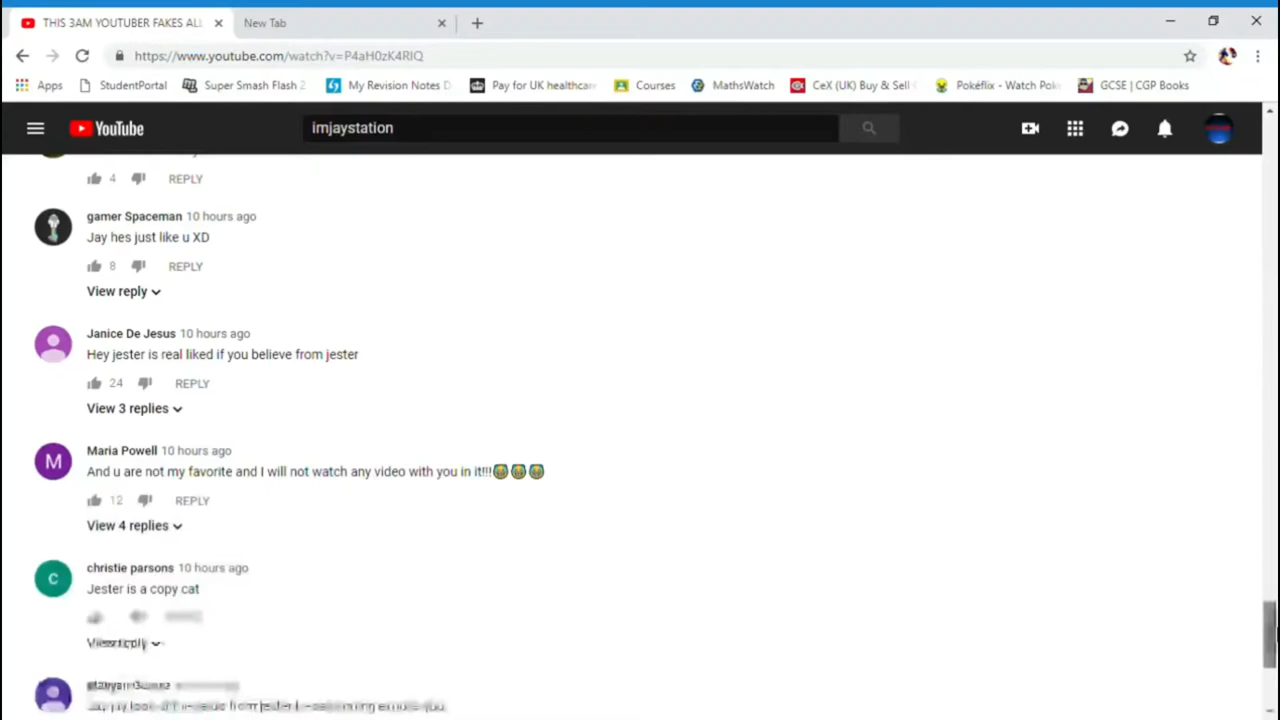 THIS 3AM YOUTUBER FAKES ALL
New Tab
https://www.youtube.com/watch?v=P4aH0zK4RIQ
Apps StudentPortal Super Smash Flash 2 My Revision Notes D Pay for UK healthcar Courses MathsWatch CeX (UK) Buy & Sell Pokéflix - Watch Pok GCSE | CGP Books
YouTube
imjaystation
4 REPLY
gamer Spaceman 10 hours ago
Jay hes just like u XD
8 REPLY
View reply
Janice De Jesus 10 hours ago
Hey jester is real liked if you believe from jester
24 REPLY
View 3 replies
Maria Powell 10 hours ago
And u are not my favorite and I will not watch any video with you in it!!!😭😭😭
12 REPLY
View 4 replies
C
christie parsons 10 hours ago
Jester is a copy cat
View reply
from jester